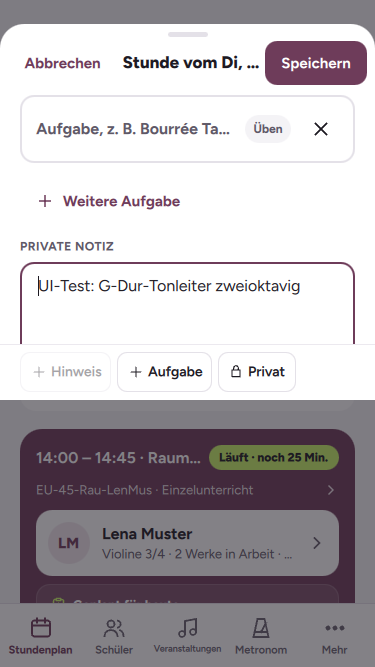 Abbrechen Stunde vom Di, ... Speichern
Aufgabe, z. B. Bourrée Ta... Üben
Weitere Aufgabe
PRIVATE NOTIZ
UI-Test: G-Dur-Tonleiter zweioktavig
Hinweis Aufgabe Privat
14:00 – 14:45 · Raum... Läuft · noch 25 Min.
EU-45-Rau-LenMus · Einzelunterricht
LM Lena Muster
Violine 3/4 · 2 Werke in Arbeit · ...
Stundenplan Schüler Veranstaltungen Metronom Mehr